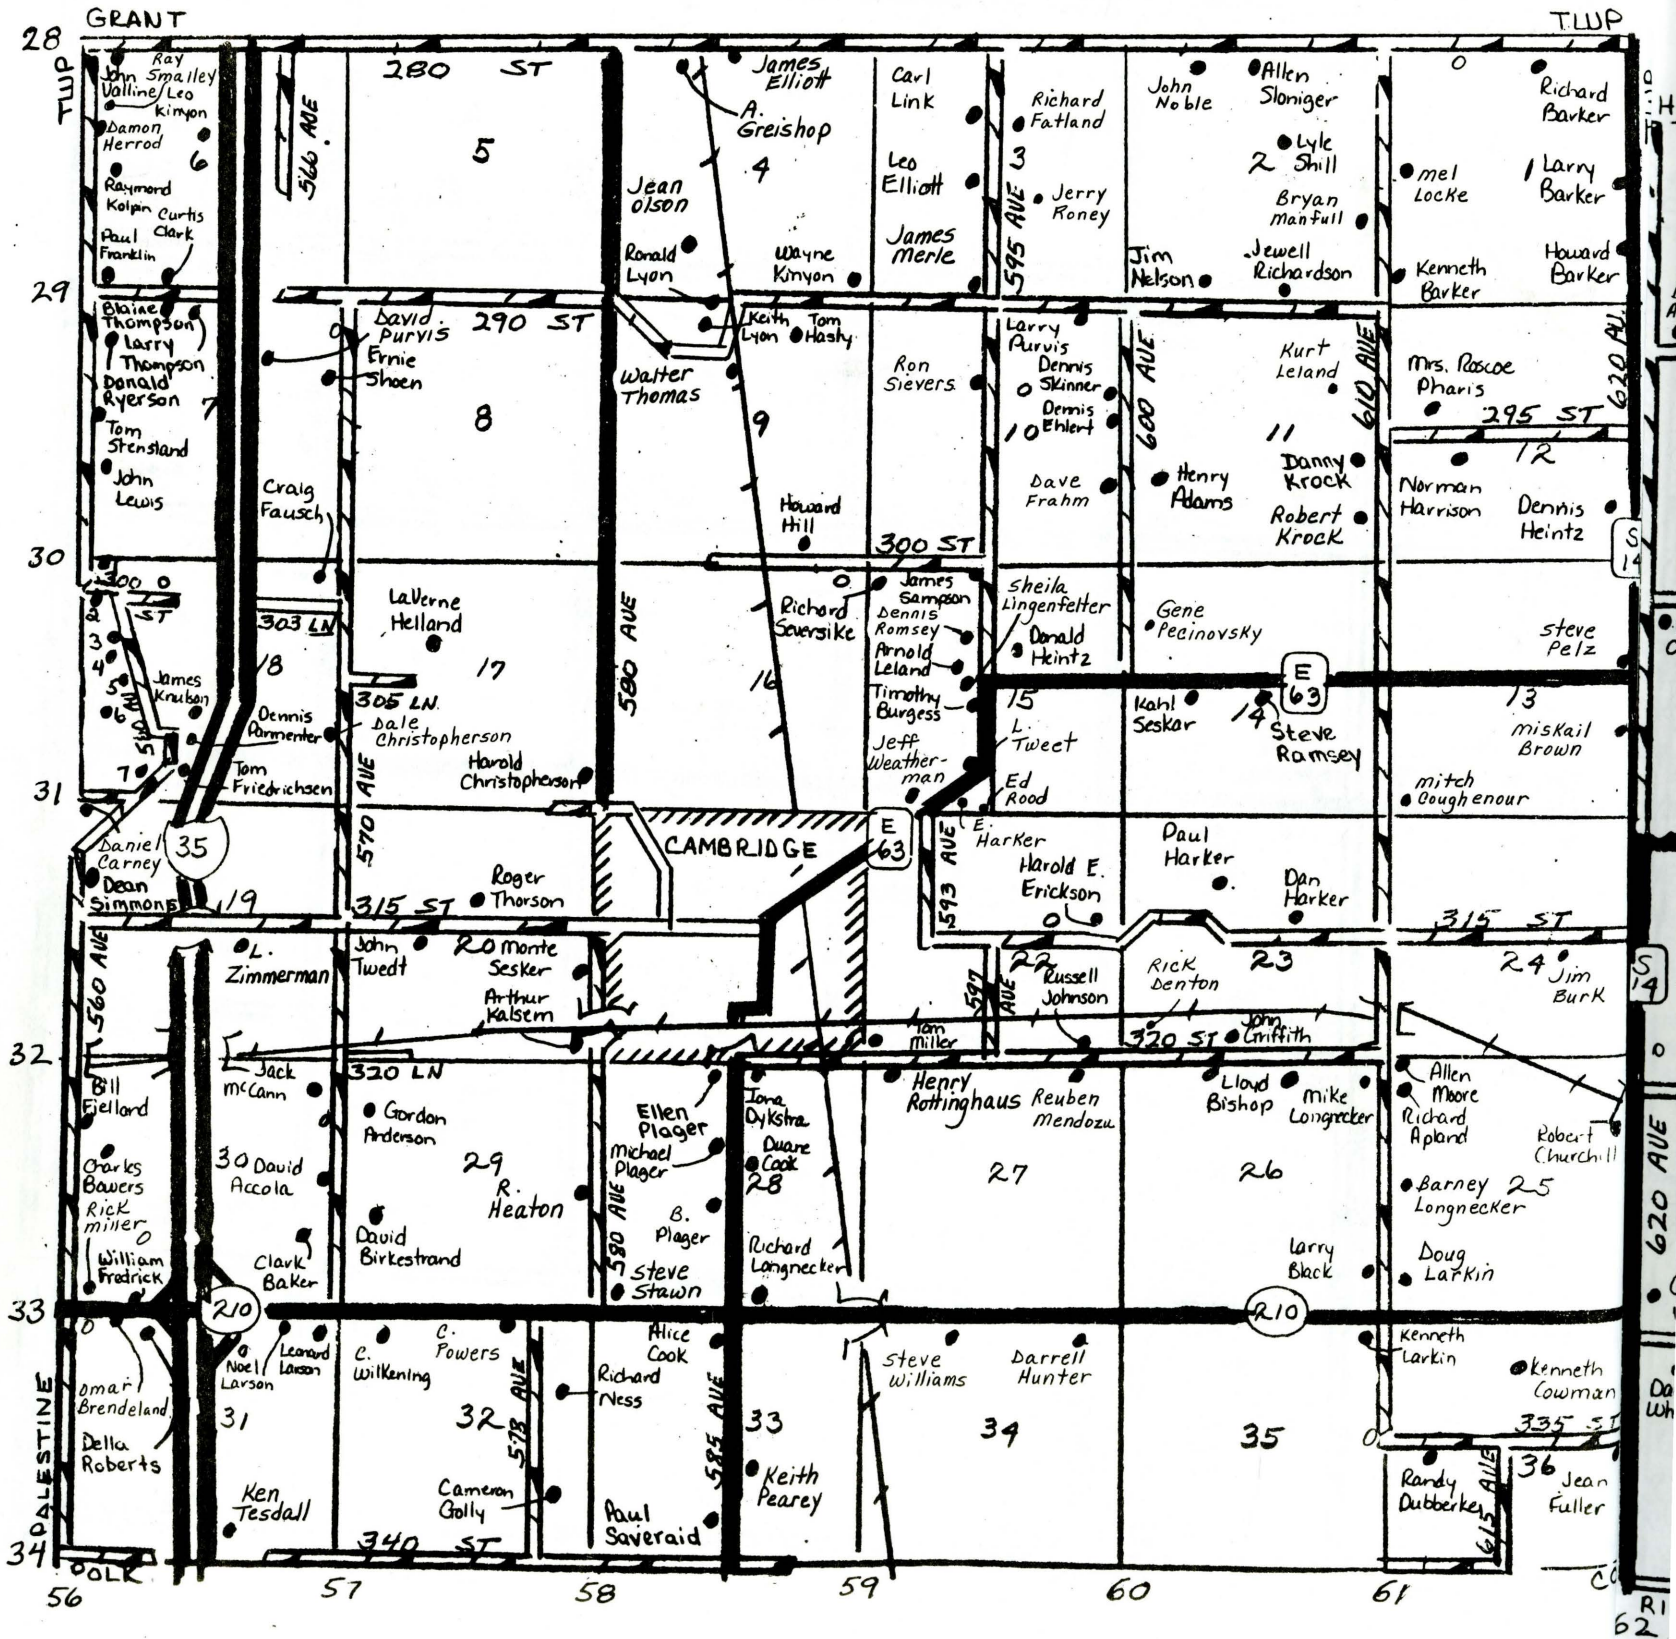 GRANT
TWP
28
TWP
Ray
Smalley
John
Valline
Leo
Kinyon
Damon
Herrod
6
Raymond
Kolpin
Curtis
Clark
Paul
Franklin
280 ST
566 AVE
5
James
Elliott
A.
Greishop
4
Carl
Link
Leo
Elliott
James
Merle
Jean
Olson
Ronald
Lyon
Wayne
Kinyon
Richard
Fatland
3
595 AVE
Jerry
Roney
John
Noble
Allen
Sloniger
Lyle
Shill
2
Bryan
Manfull
Jewell
Richardson
Jim
Nelson
Richard
Barker
Mel
Locke
1
Larry
Barker
Howard
Barker
Kenneth
Barker
29
Blaine
Thompson
Larry
Thompson
Donald
Ryerson
7
Tom
Stensland
John
Lewis
David
Purvis
290 ST
Ernie
Shoen
8
Craig
Fausch
Keith
Lyon
Tom
Hasty
Walter
Thomas
9
Ron
Sievers
Howard
Hill
300 ST
Larry
Purvis
Dennis
Skinner
Dennis
Ehlert
10
Dave
Frahm
600 AVE
Kurt
Leland
11
Danny
Krock
Henry
Adams
Robert
Krock
610 AVE
620 AV.
Mrs. Roscoe
Pharis
295 ST
12
Norman
Harrison
Dennis
Heintz
S
14
30
300
ST
2
3
4
5
6
7
James
Knutson
303 LN
18
Dennis
Parmenter
Tom
Friedrichsen
LaVerne
Helland
17
305 LN.
Dale
Christopherson
Harold
Christopherson
570 AVE
580 AVE
16
Richard
Seversike
James
Sampson
Dennis
Romsey
Arnold
Leland
Timothy
Burgess
Jeff
Weather-
man
Sheila
Lingenfelter
Donald
Heintz
15
L.
Tweet
Ed
Rood
Gene
Pecinovsky
E
63
Kahl
Seskar
14
Steve
Ramsey
Steve
Pelz
13
Miskail
Brown
Mitch
Coughenour
31
Daniel
Carney
35
Dean
Simmons
19
315 ST
Roger
Thorson
CAMBRIDGE
E
63
593 AVE
E.
Harker
Harold E.
Erickson
Paul
Harker
Dan
Harker
315 ST
560 AVE
L.
Zimmerman
John
Twedt
20
Monte
Sesker
Arthur
Kalsem
597
AVE
22
Russell
Johnson
Rick
Denton
23
24
Jim
Burk
S
14
Tom
Miller
320 ST
John
Griffith
32
Bill
Fjelland
Jack
McCann
320 LN
Gordon
Anderson
Ellen
Plager
Michael
Plager
Iona
Dykstra
Duane
Cook
28
Henry
Rottinghaus
Reuben
Mendozu
Lloyd
Bishop
Mike
Longnecker
Allen
Moore
Richard
Apland
Robert
Churchill
Charles
Bowers
Rick
Miller
William
Fredrick
30
David
Accola
Clark
Baker
29
R.
Heaton
David
Birkestrand
580 AVE
B.
Plager
Steve
Stawn
Richard
Longnecker
27
26
Larry
Black
Barney
Longnecker
25
Doug
Larkin
620 AVE
33
210
210
Omar
Brendeland
Noel
Larson
Leonard
Larson
C.
Wilkening
C.
Powers
Alice
Cook
Richard
Ness
Steve
Williams
Darrell
Hunter
Kenneth
Larkin
Kenneth
Cowman
335 ST
Della
Roberts
31
Ken
Tesdall
32
573 AVE
Cameron
Golly
585 AVE
33
Keith
Pearey
Paul
Saveraid
34
35
36
Randy
Dubberke
615 AVE
Jean
Fuller
PALESTINE
34
340 ST
POLK
CO
56
57
58
59
60
61
62